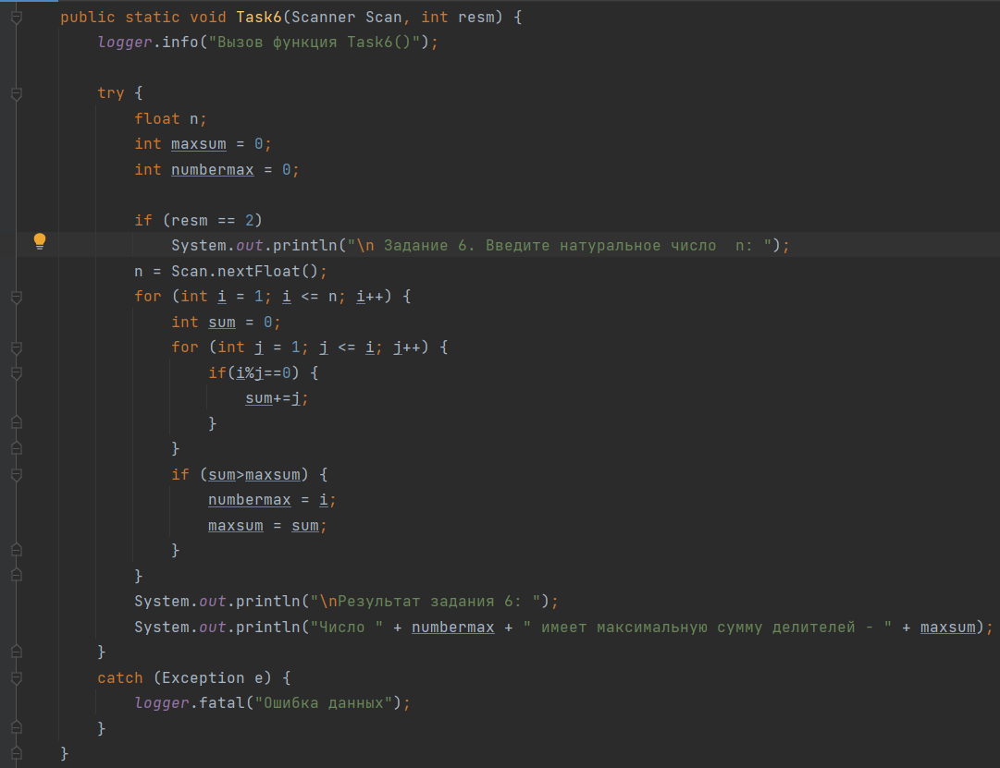 public static void Task6(Scanner Scan, int resm) {
    logger.info("Вызов функция Task6()");
    try {
        float n;
        int maxsum = 0;
        int numbermax = 0;
        if (resm == 2)
            System.out.println("\n Задание 6. Введите натуральное число  n: ");
        n = Scan.nextFloat();
        for (int i = 1; i <= n; i++) {
            int sum = 0;
            for (int j = 1; j <= i; j++) {
                if(i%j==0) {
                    sum+=j;
                }
            }
            if (sum>maxsum) {
                numbermax = i;
                maxsum = sum;
            }
        }
        System.out.println("\nРезультат задания 6: ");
        System.out.println("Число " + numbermax + " имеет максимальную сумму делителей - " + maxsum);
    }
    catch (Exception e) {
        logger.fatal("Ошибка данных");
    }
}